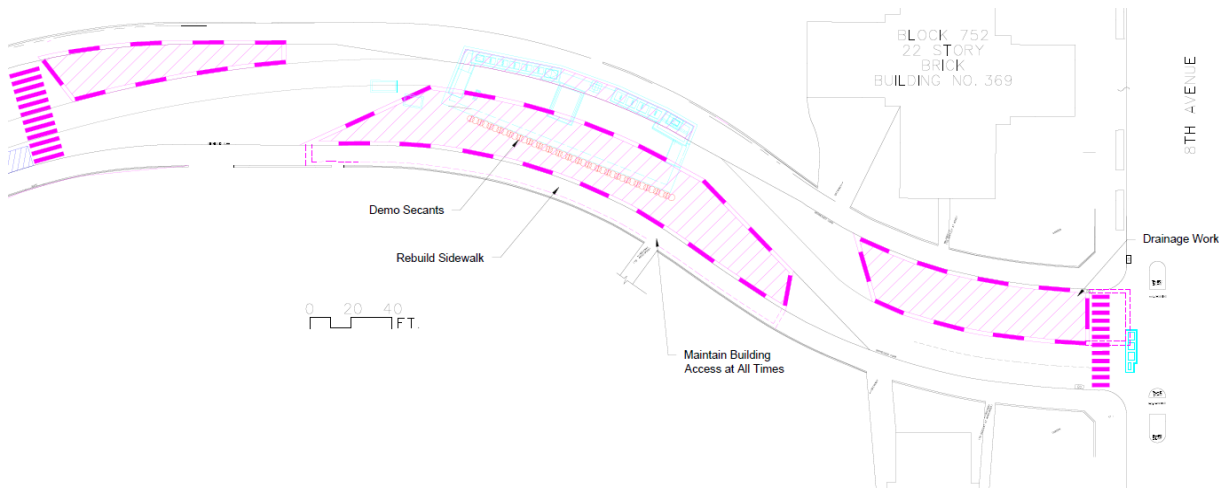 BLOCK 752
22 STORY
BRICK
BUILDING NO. 369
8TH AVENUE
Demo Secants
Rebuild Sidewalk
Drainage Work
0 20 40
FT.
Maintain Building
Access at All Times